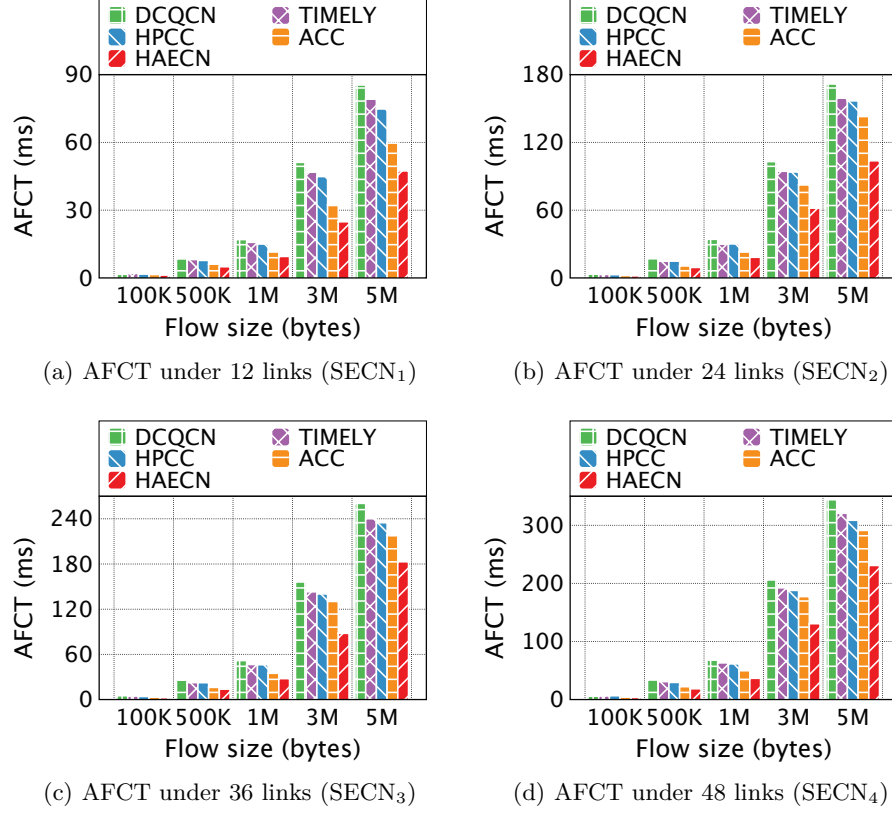 DCQCN TIMELY
HPCC ACC
HAECN
90
60
30
0
AFCT (ms)
100K 500K 1M 3M 5M
Flow size (bytes)
(a) AFCT under 12 links (SECN₁)
DCQCN TIMELY
HPCC ACC
HAECN
180
120
60
0
AFCT (ms)
100K 500K 1M 3M 5M
Flow size (bytes)
(b) AFCT under 24 links (SECN₂)
DCQCN TIMELY
HPCC ACC
HAECN
240
180
120
60
0
AFCT (ms)
100K 500K 1M 3M 5M
Flow size (bytes)
(c) AFCT under 36 links (SECN₃)
DCQCN TIMELY
HPCC ACC
HAECN
300
200
100
0
AFCT (ms)
100K 500K 1M 3M 5M
Flow size (bytes)
(d) AFCT under 48 links (SECN₄)